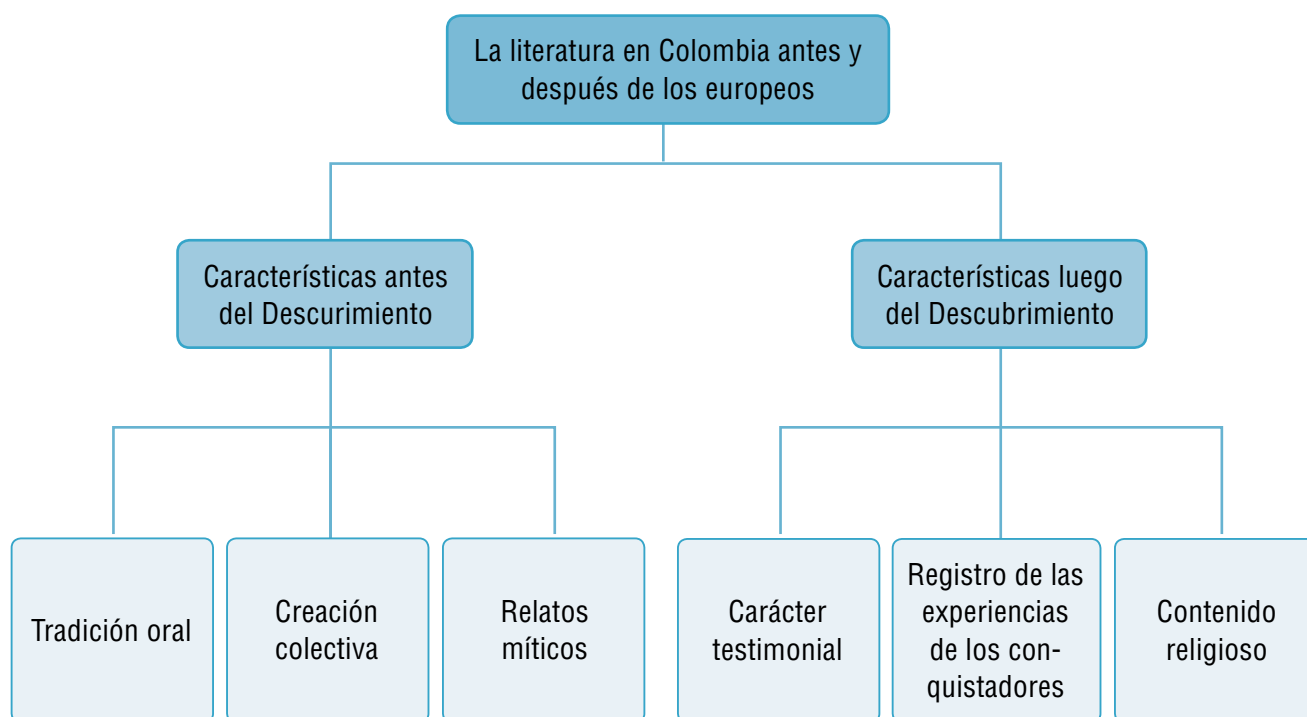 La literatura en Colombia antes y
después de los europeos
Características antes
del Descurimiento
Características luego
del Descubrimiento
Tradición oral
Creación
colectiva
Relatos
míticos
Carácter
testimonial
Registro de las
experiencias
de los con-
quistadores
Contenido
religioso